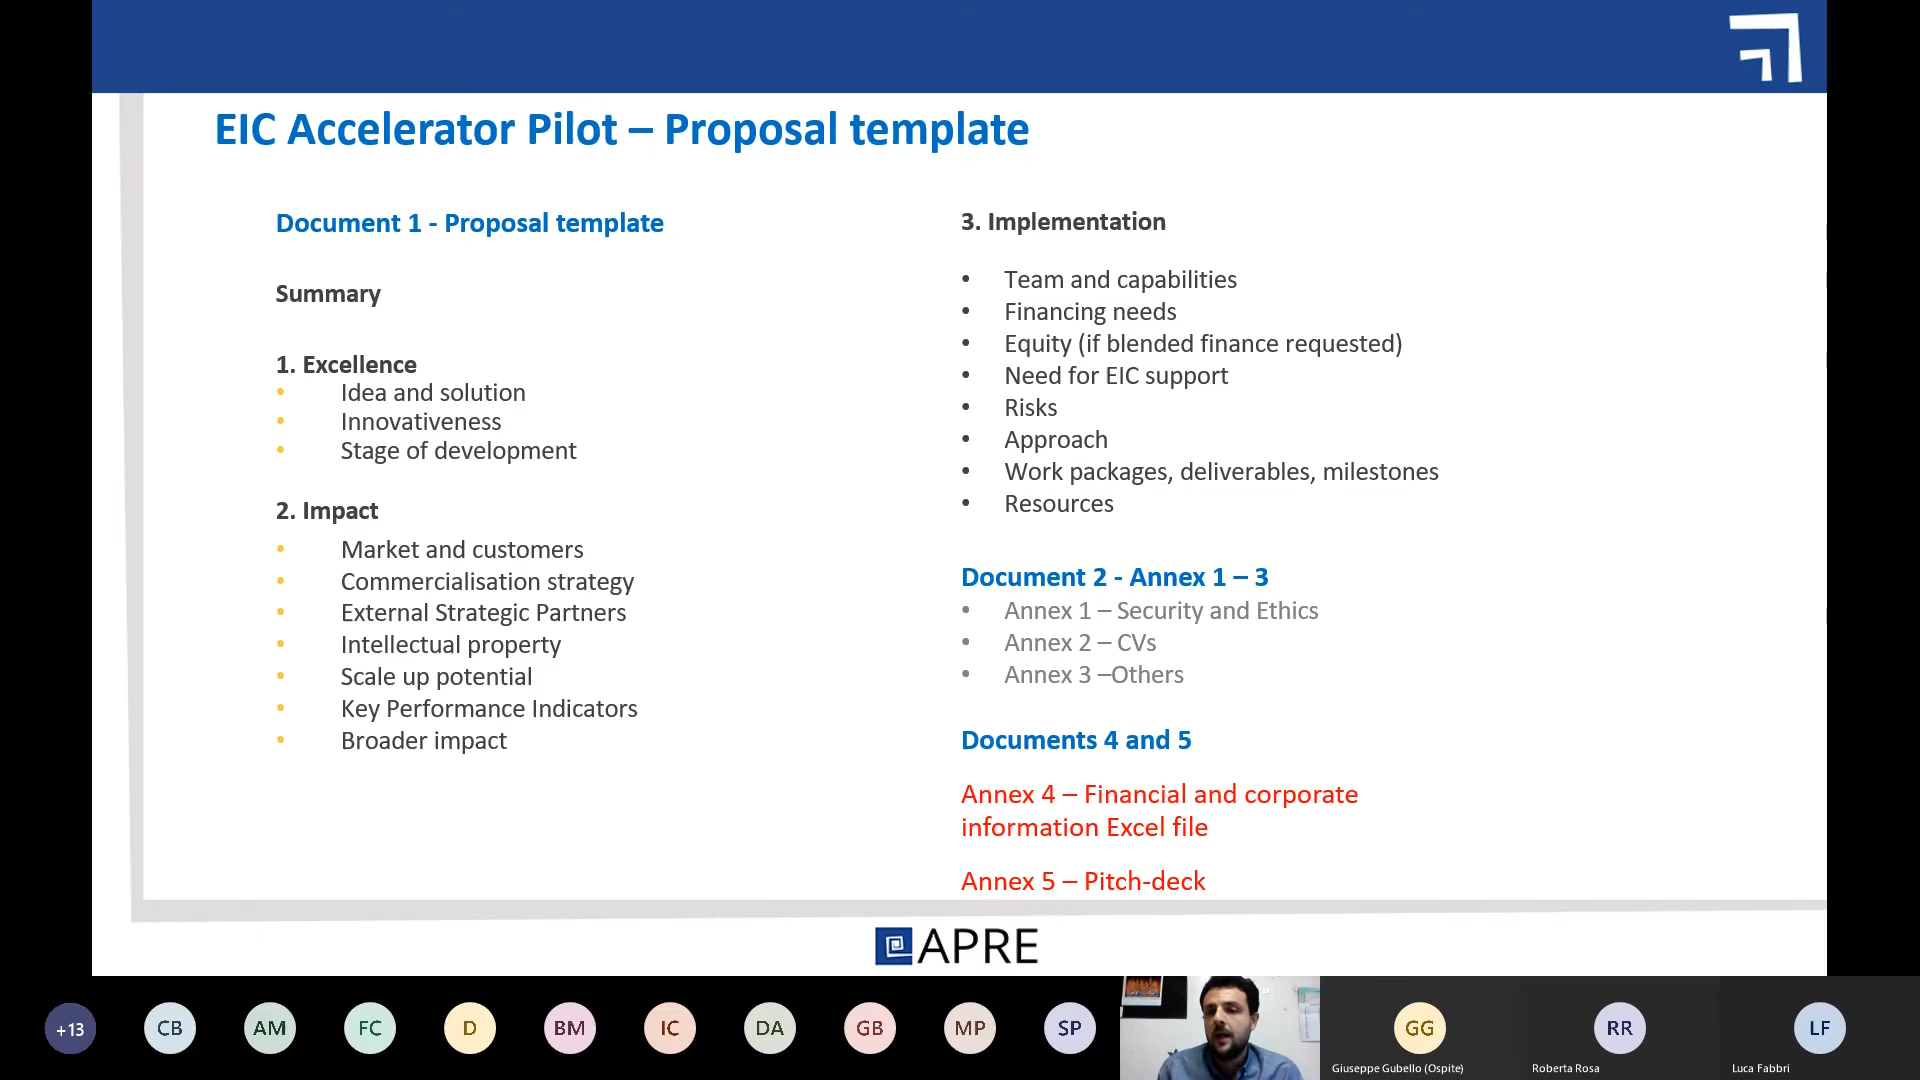 EIC Accelerator Pilot – Proposal template
Document 1 - Proposal template
Summary
1. Excellence
• Idea and solution
• Innovativeness
• Stage of development
2. Impact
• Market and customers
• Commercialisation strategy
• External Strategic Partners
• Intellectual property
• Scale up potential
• Key Performance Indicators
• Broader impact
3. Implementation
• Team and capabilities
• Financing needs
• Equity (if blended finance requested)
• Need for EIC support
• Risks
• Approach
• Work packages, deliverables, milestones
• Resources
Document 2 - Annex 1 – 3
• Annex 1 – Security and Ethics
• Annex 2 – CVs
• Annex 3 –Others
Documents 4 and 5
Annex 4 – Financial and corporate
information Excel file
Annex 5 – Pitch-deck
APRE
+13
CB
AM
FC
D
BM
IC
DA
GB
MP
SP
GG
Giuseppe Gubello (Ospite)
RR
Roberta Rosa
LF
Luca Fabbri